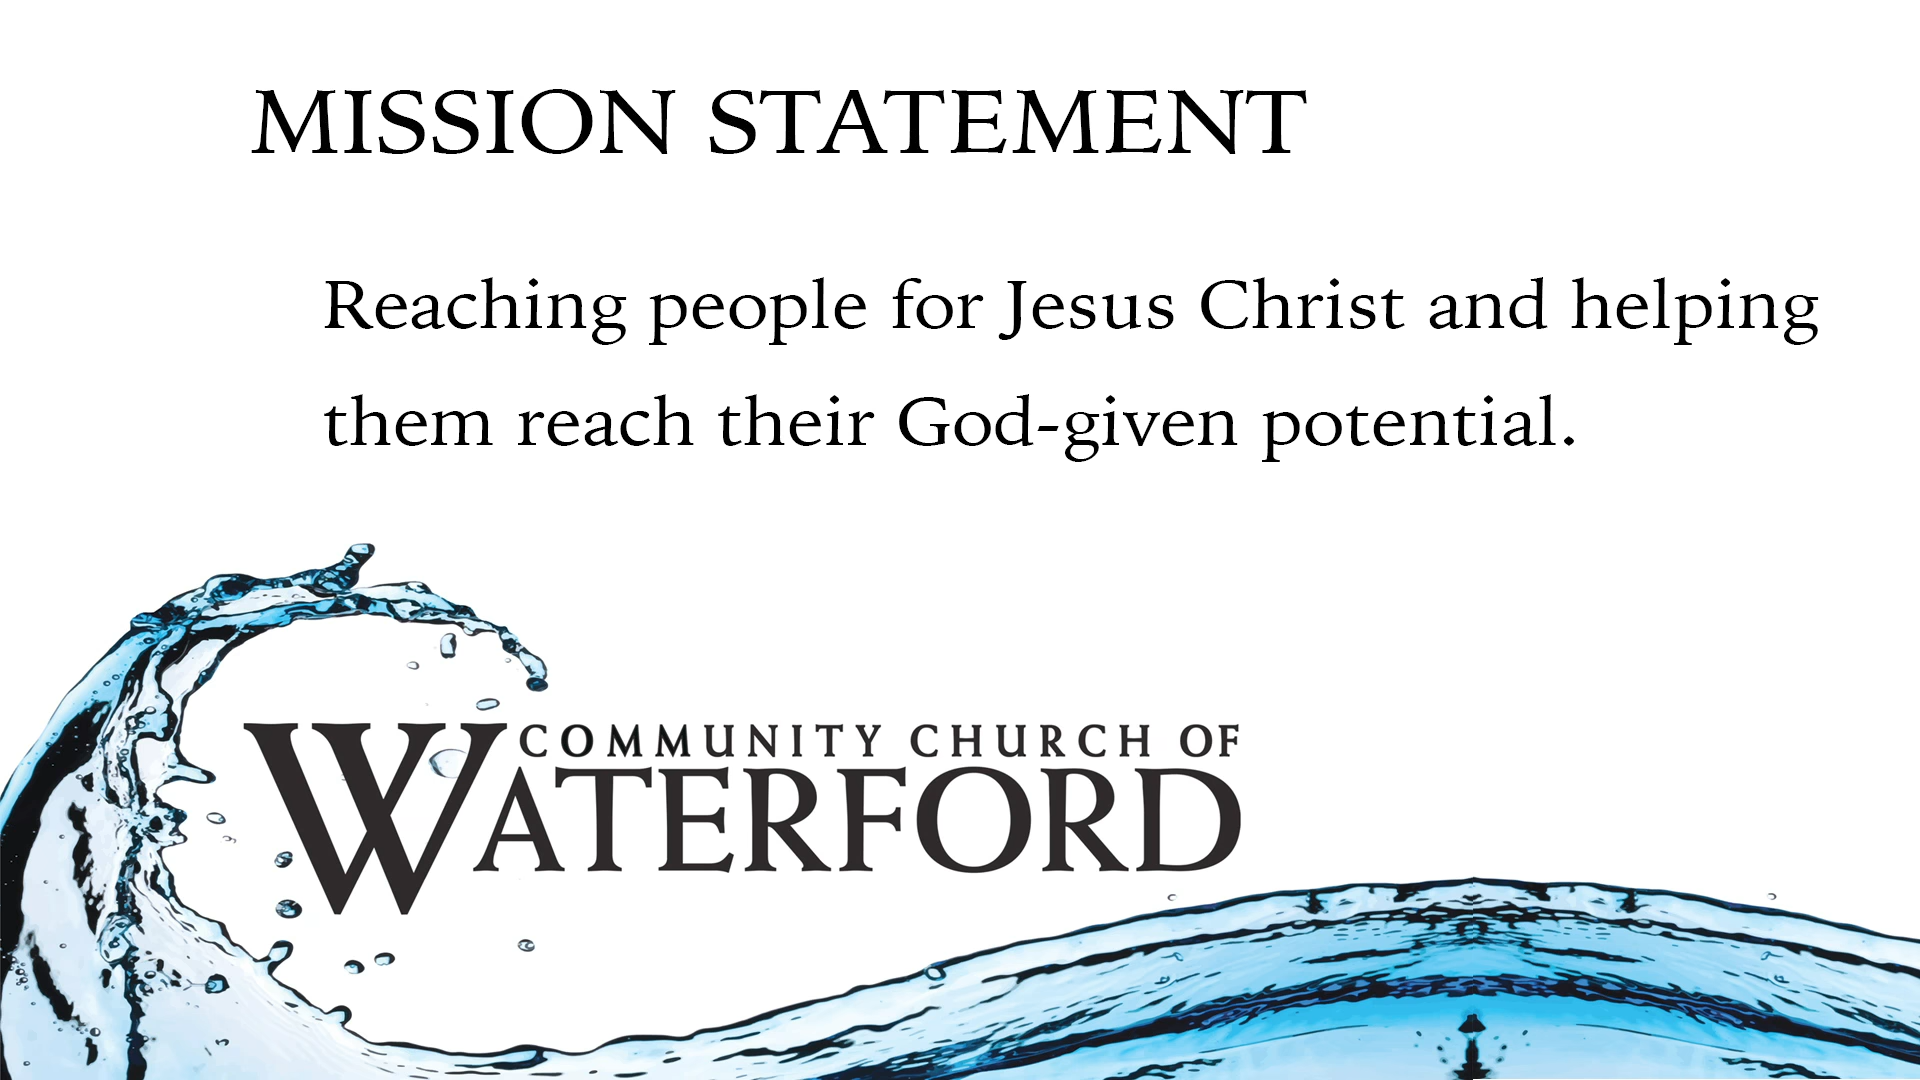 MISSION STATEMENT
Reaching people for Jesus Christ and helping
them reach their God-given potential.
COMMUNITY CHURCH OF
WATERFORD